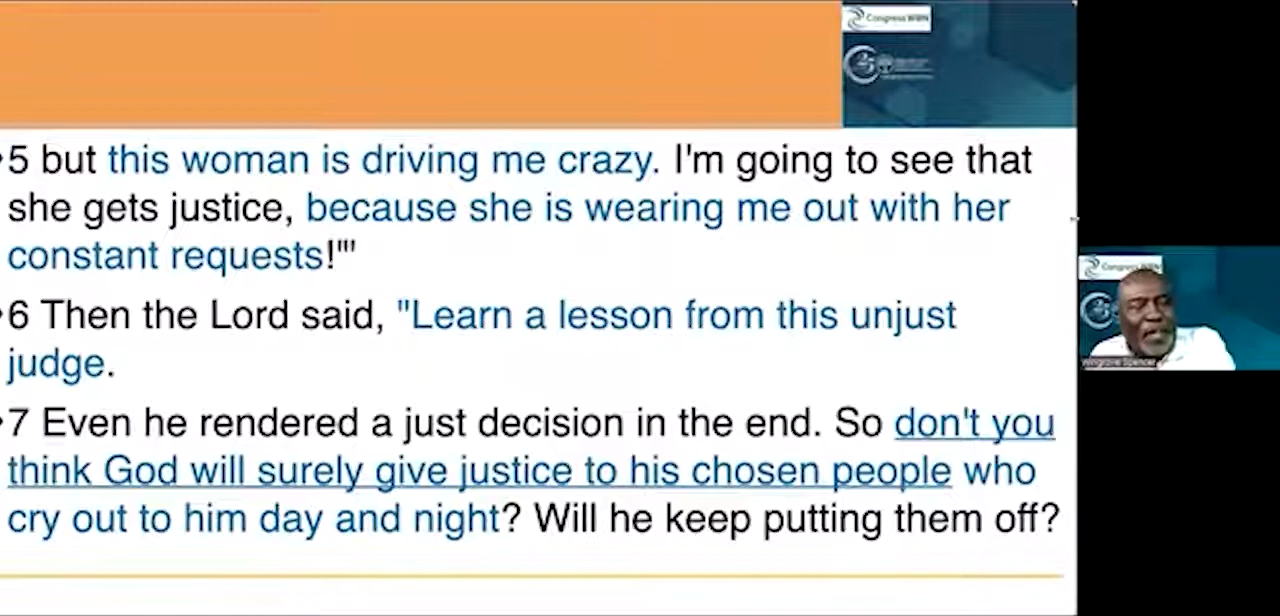 Congress WBN
25
•5 but this woman is driving me crazy. I'm going to see that
she gets justice, because she is wearing me out with her
constant requests!'"
•6 Then the Lord said, "Learn a lesson from this unjust
judge.
•7 Even he rendered a just decision in the end. So don't you
think God will surely give justice to his chosen people who
cry out to him day and night? Will he keep putting them off?
Congress WBN
Wingrove Spencer